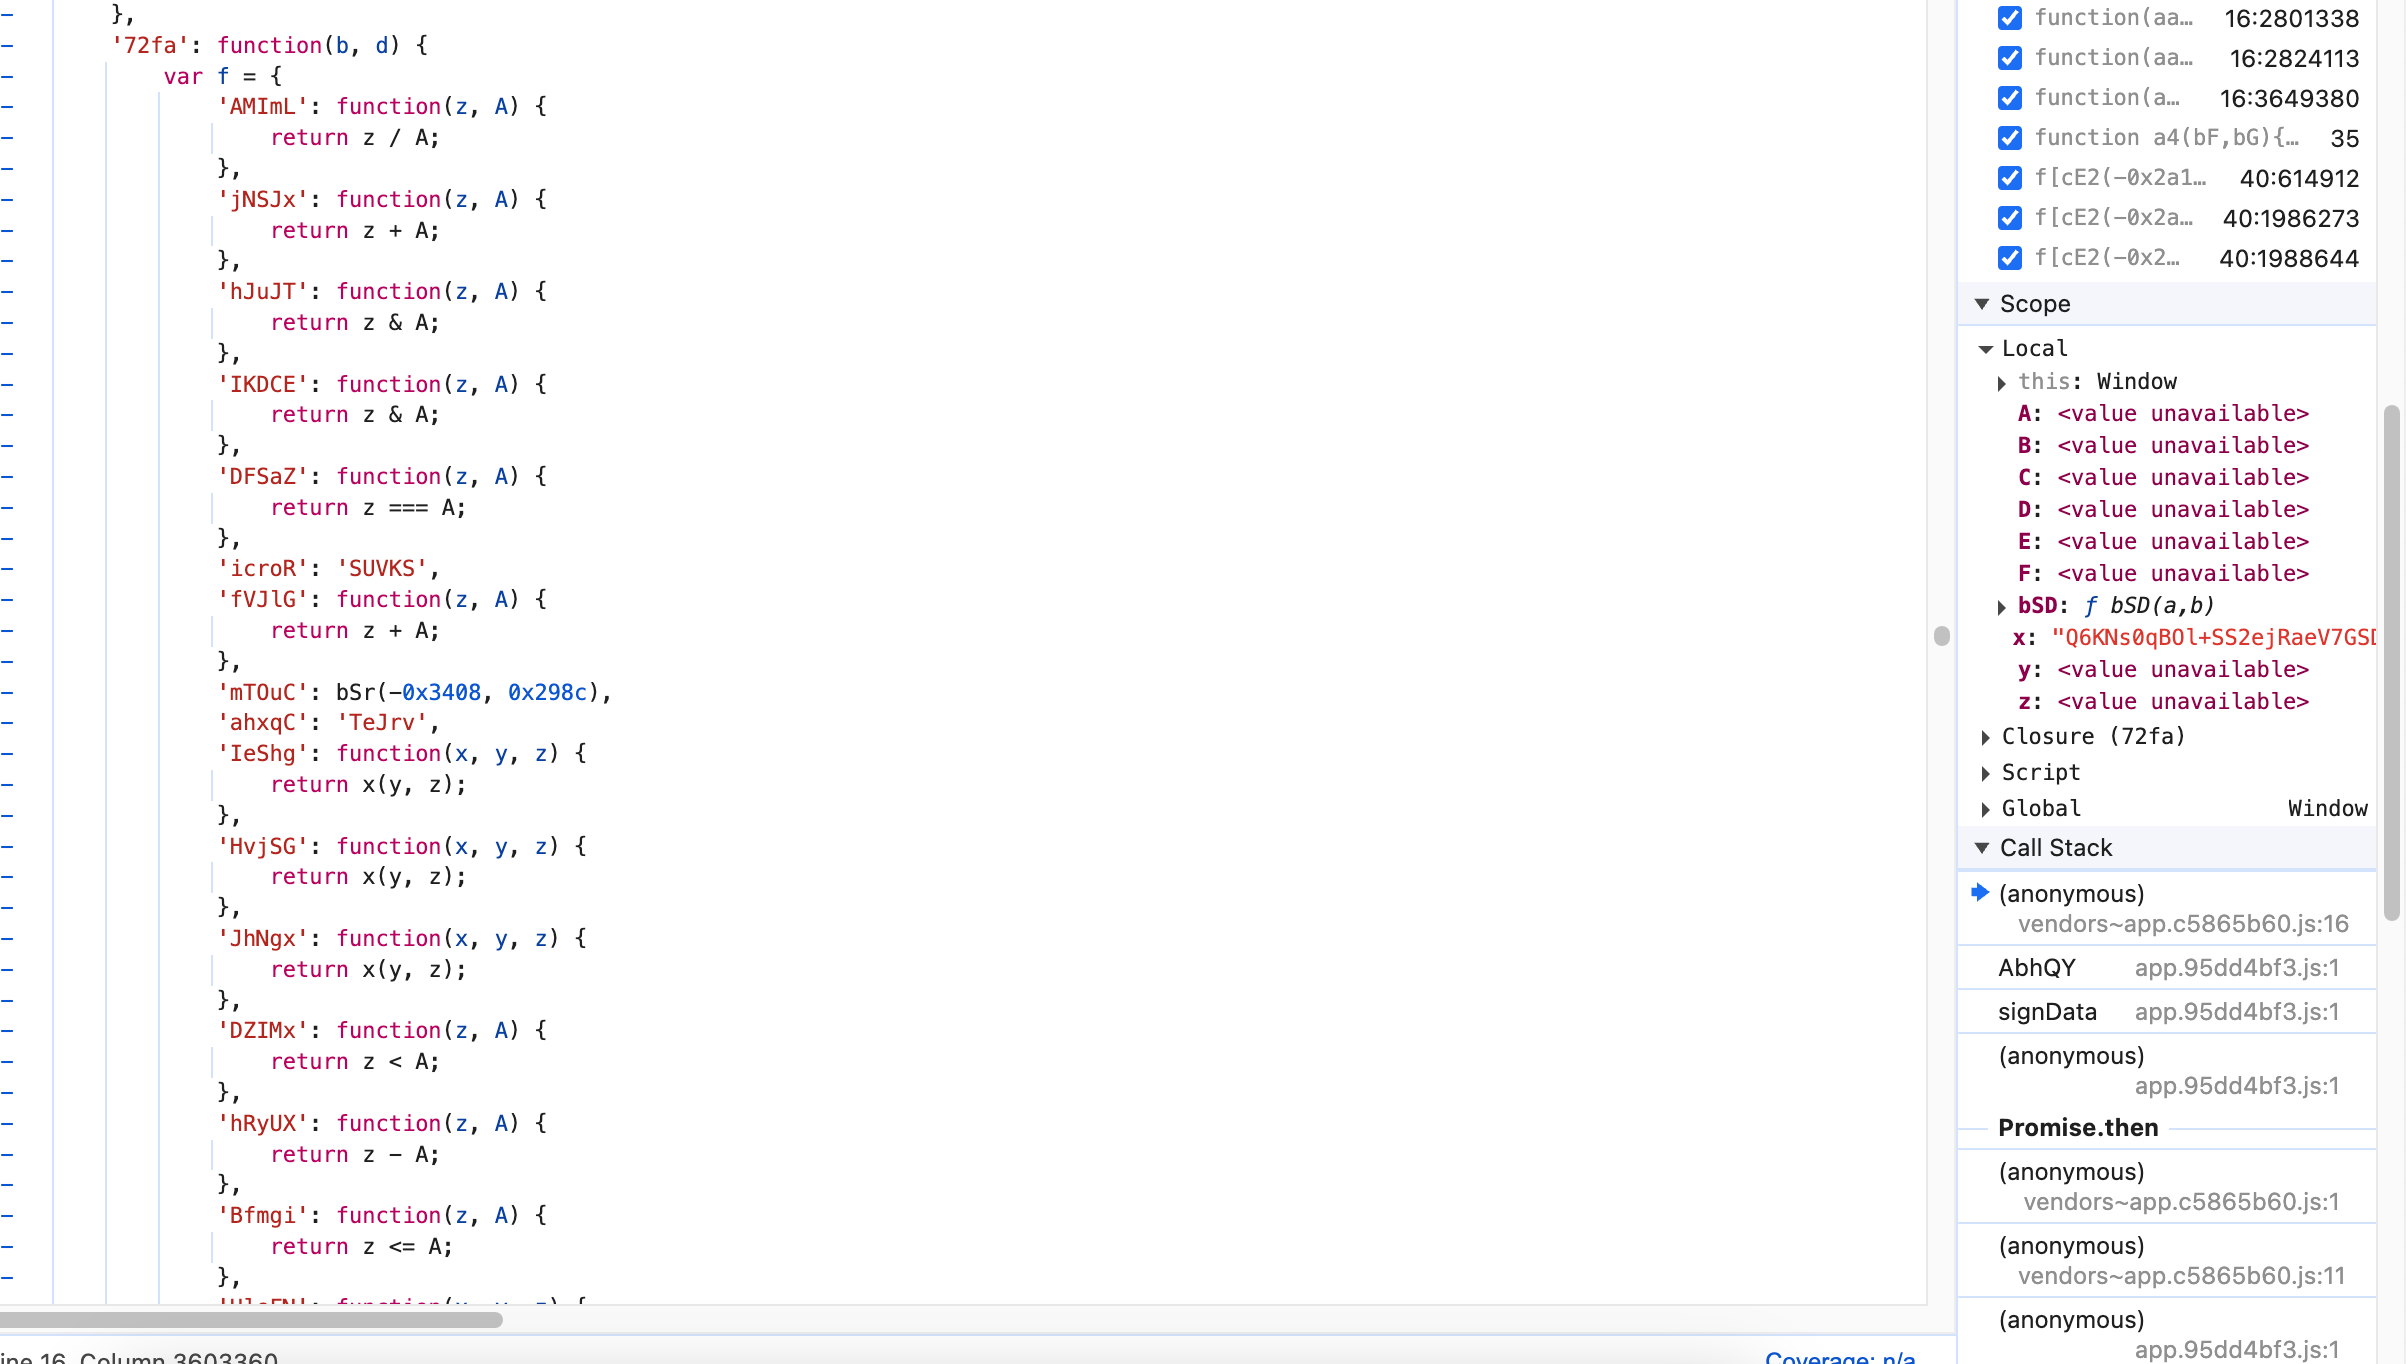 },
'72fa': function(b, d) {
var f = {
'AMImL': function(z, A) {
return z / A;
},
'jNSJx': function(z, A) {
return z + A;
},
'hJuJT': function(z, A) {
return z & A;
},
'IKDCE': function(z, A) {
return z & A;
},
'DFSaZ': function(z, A) {
return z === A;
},
'icroR': 'SUVKS',
'fVJlG': function(z, A) {
return z + A;
},
'mTOuC': bSr(-0x3408, 0x298c),
'ahxqC': 'TeJrv',
'IeShg': function(x, y, z) {
return x(y, z);
},
'HvjSG': function(x, y, z) {
return x(y, z);
},
'JhNgx': function(x, y, z) {
return x(y, z);
},
'DZIMx': function(z, A) {
return z < A;
},
'hRyUX': function(z, A) {
return z - A;
},
'Bfmgi': function(z, A) {
return z <= A;
},
ine 16, Column 3603360
Coverage: n/a
function(aa… 16:2801338
function(aa… 16:2824113
function(a… 16:3649380
function a4(bF,bG){… 35
f[cE2(-0x2a1… 40:614912
f[cE2(-0x2a… 40:1986273
f[cE2(-0x2… 40:1988644
Scope
Local
this: Window
A: <value unavailable>
B: <value unavailable>
C: <value unavailable>
D: <value unavailable>
E: <value unavailable>
F: <value unavailable>
bSD: ƒ bSD(a,b)
x: "Q6KNs0qBOl+SS2ejRaeV7GSD
y: <value unavailable>
z: <value unavailable>
Closure (72fa)
Script
Global Window
Call Stack
(anonymous)
vendors~app.c5865b60.js:16
AbhQY app.95dd4bf3.js:1
signData app.95dd4bf3.js:1
(anonymous)
app.95dd4bf3.js:1
Promise.then
(anonymous)
vendors~app.c5865b60.js:1
(anonymous)
vendors~app.c5865b60.js:11
(anonymous)
app.95dd4bf3.js:1